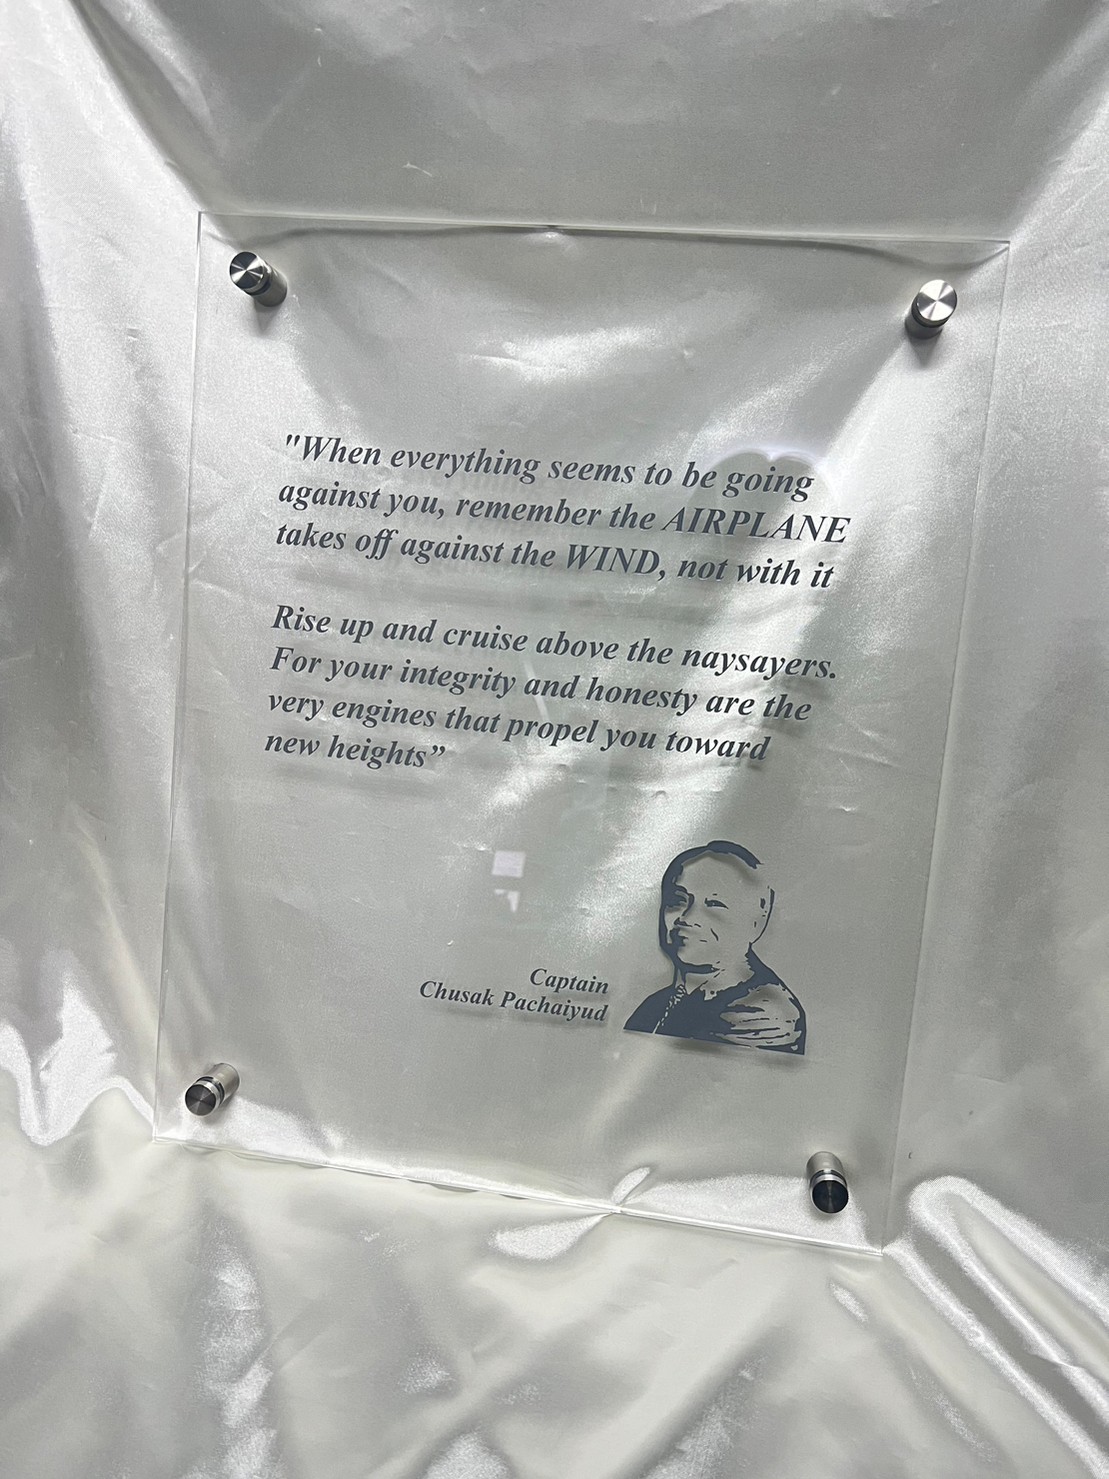 "When everything seems to be going
against you, remember the AIRPLANE
takes off against the WIND, not with it
Rise up and cruise above the naysayers.
For your integrity and honesty are the
very engines that propel you toward
new heights”
Captain
Chusak Pachaiyud